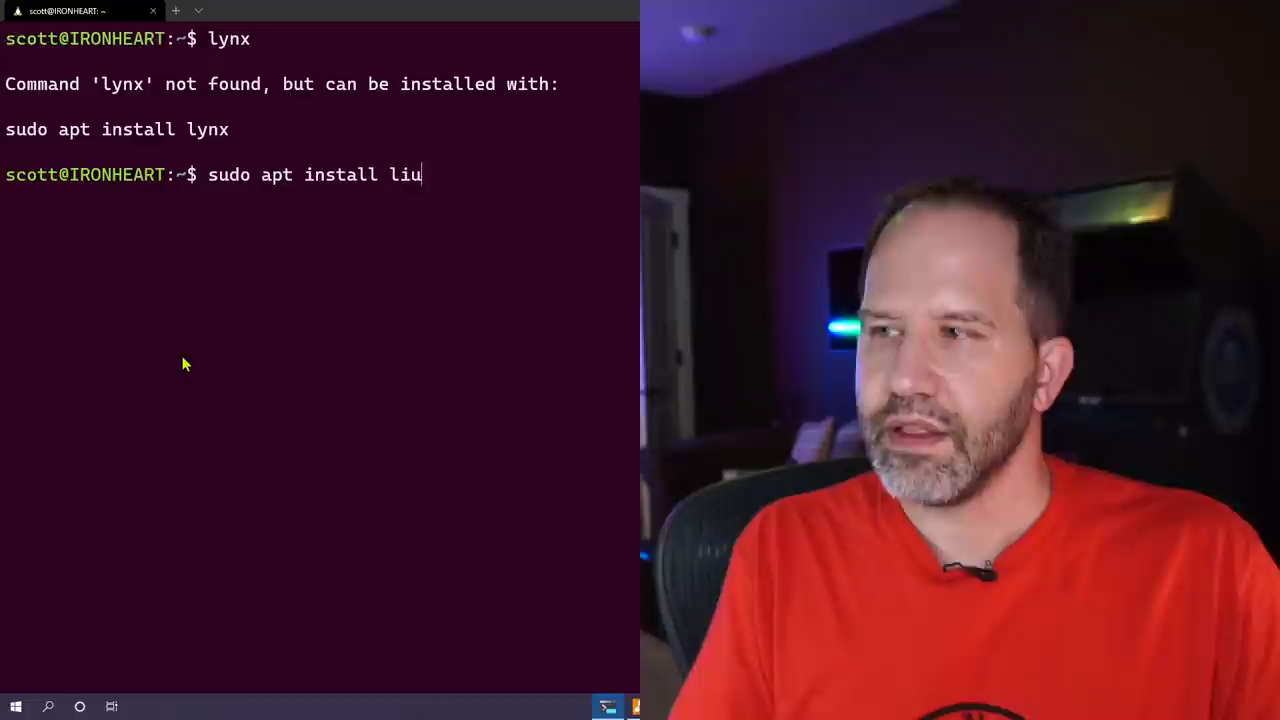 scott@IRONHEART: ~
scott@IRONHEART:~$ lynx
Command 'lynx' not found, but can be installed with:
sudo apt install lynx
scott@IRONHEART:~$ sudo apt install liu